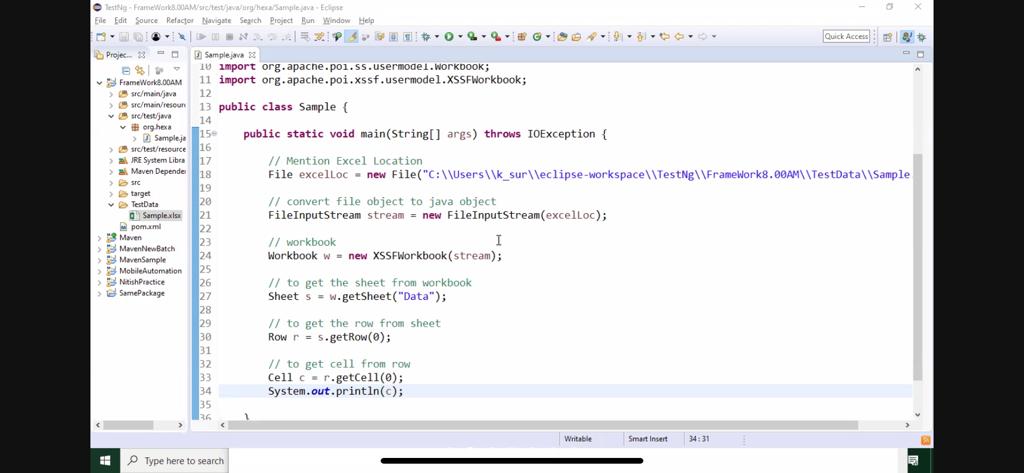 TestNg - FrameWork8.00AM/src/test/java/org/hexa/Sample.java - Eclipse
File Edit Source Refactor Navigate Search Project Run Window Help
Quick Access
Projec...
Sample.java
FrameWork8.00AM
src/main/java
src/main/resour
src/test/java
org.hexa
Sample.ja
src/test/resource
JRE System Libra
Maven Depende
src
target
TestData
Sample.xlsx
pom.xml
Maven
MavenNewBatch
MavenSample
MobileAutomation
NitishPractice
SamePackage
10 import org.apache.poi.ss.usermodel.Workbook;
11 import org.apache.poi.xssf.usermodel.XSSFWorkbook;
12
13 public class Sample {
14
15 public static void main(String[] args) throws IOException {
16
17 // Mention Excel Location
18 File excelLoc = new File("C:\\Users\\k_sur\\eclipse-workspace\\TestNg\\FrameWork8.00AM\\TestData\\Sample
19
20 // convert file object to java object
21 FileInputStream stream = new FileInputStream(excelLoc);
22
23 // workbook
24 Workbook w = new XSSFWorkbook(stream);
25
26 // to get the sheet from workbook
27 Sheet s = w.getSheet("Data");
28
29 // to get the row from sheet
30 Row r = s.getRow(0);
31
32 // to get cell from row
33 Cell c = r.getCell(0);
34 System.out.println(c);
35
36 }
Writable Smart Insert 34 : 31
Type here to search